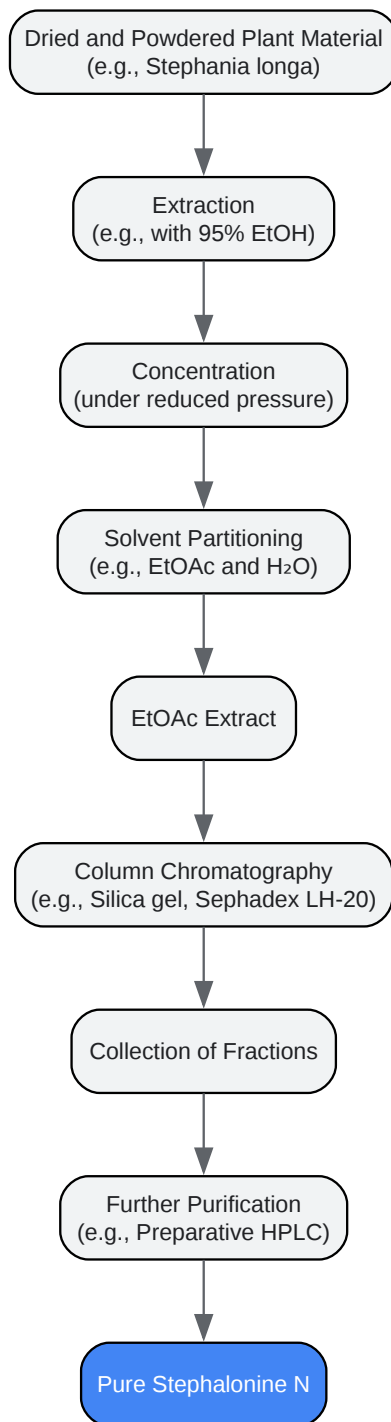 Dried and Powdered Plant Material
(e.g., Stephania longa)
Extraction
(e.g., with 95% EtOH)
Concentration
(under reduced pressure)
Solvent Partitioning
(e.g., EtOAc and H₂O)
EtOAc Extract
Column Chromatography
(e.g., Silica gel, Sephadex LH-20)
Collection of Fractions
Further Purification
(e.g., Preparative HPLC)
Pure Stephalonine N